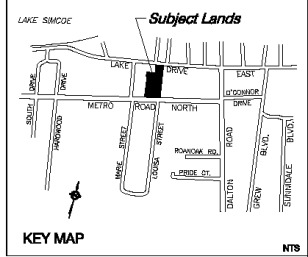 LAKE SIMCOE
Subject Lands
LAKE DRIVE EAST
SOUTH DRIVE
HARDWOOD DRIVE
O'CONNOR DRIVE
METRO ROAD NORTH
MARIE STREET
LOUISA STREET
ROANOAK RD.
PRIDE CT.
DALTON ROAD
GREW BLVD.
SUNNIDALE BLVD.
KEY MAP
NTS